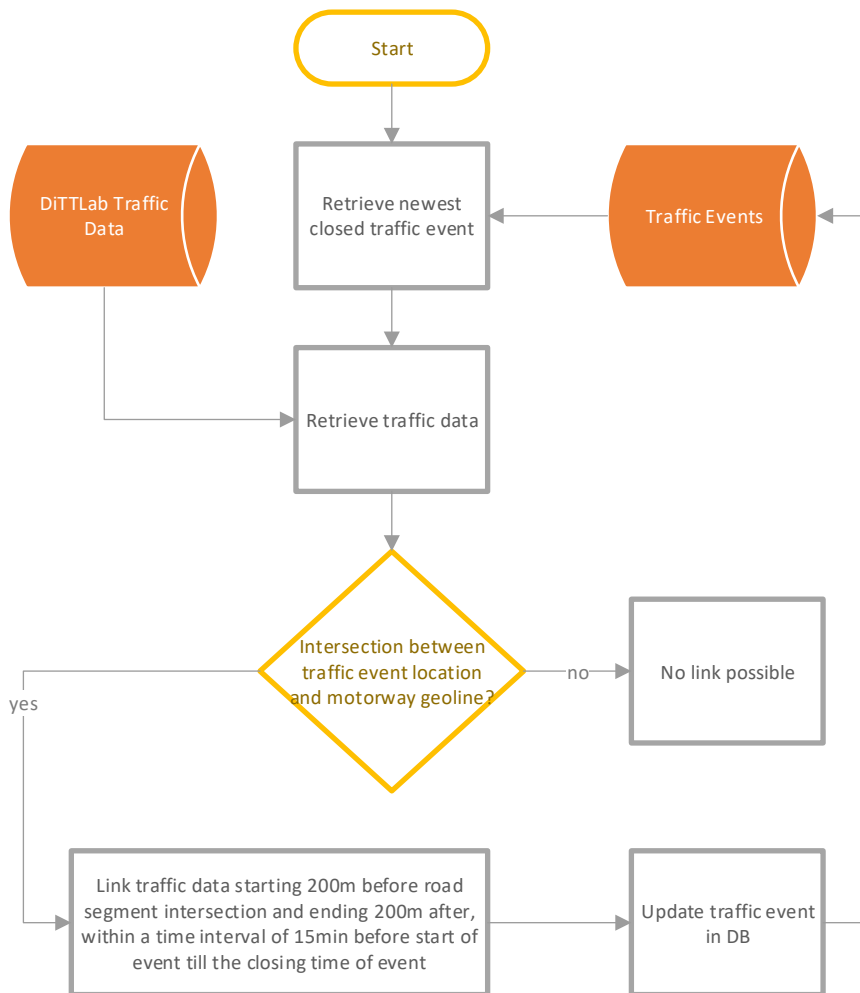 Start
DiTTLab Traffic
Data
Retrieve newest
closed traffic event
Traffic Events
Retrieve traffic data
Intersection between
traffic event location
and motorway geoline?
no
No link possible
yes
Link traffic data starting 200m before road
segment intersection and ending 200m after,
within a time interval of 15min before start of
event till the closing time of event
Update traffic event
in DB